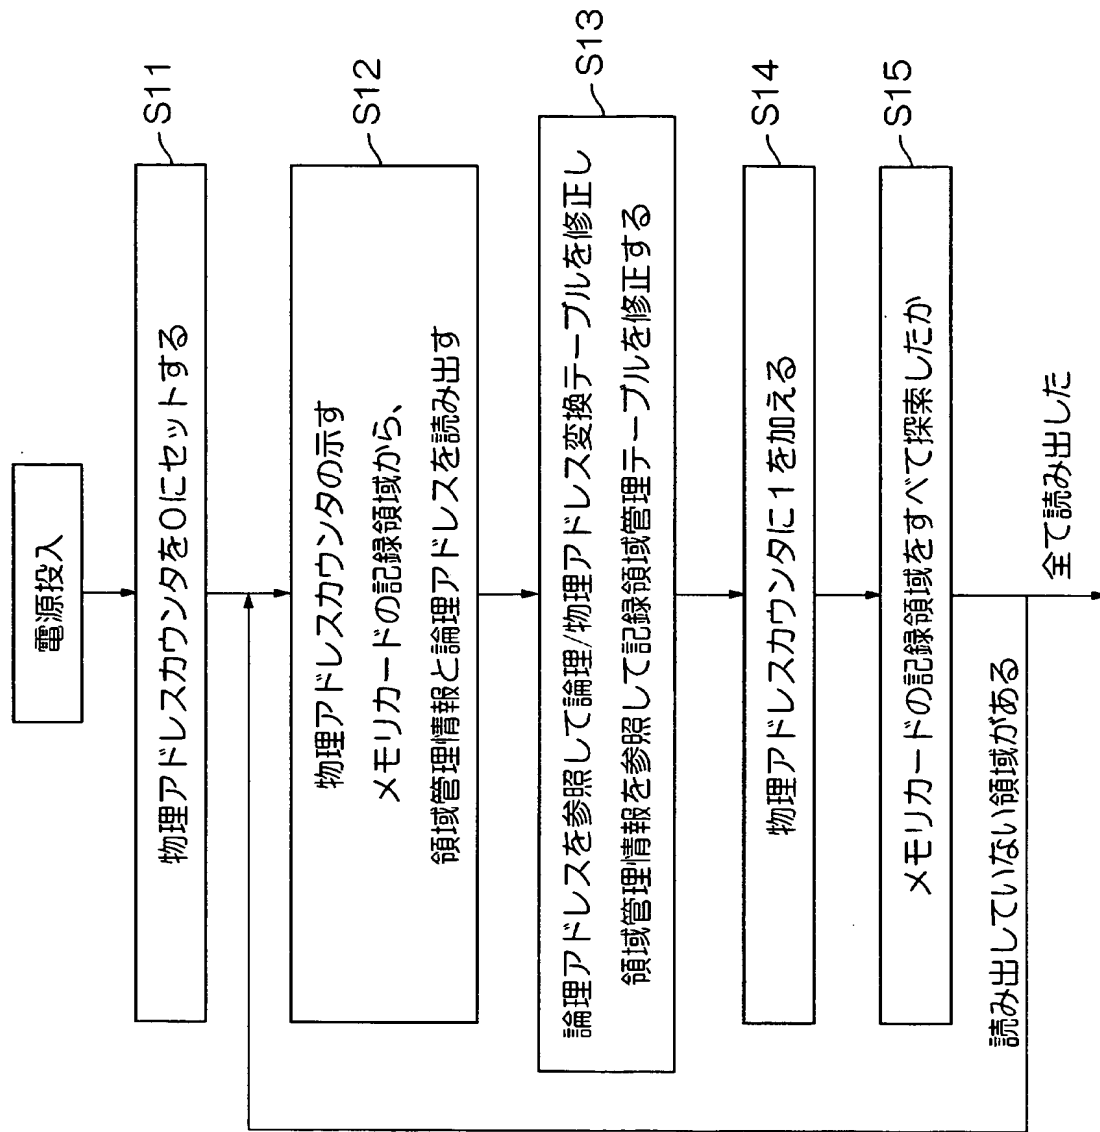 電源投入
物理アドレスカウンタを0にセットする
S11
物理アドレスカウンタの示す
メモリカードの記録領域から、
領域管理情報と論理アドレスを読み出す
S12
論理アドレスを参照して論理/物理アドレス変換テーブルを修正し
領域管理情報を参照して記録領域管理テーブルを修正する
S13
物理アドレスカウンタに1を加える
S14
メモリカードの記録領域をすべて探索したか
S15
読み出していない領域がある
全て読み出した